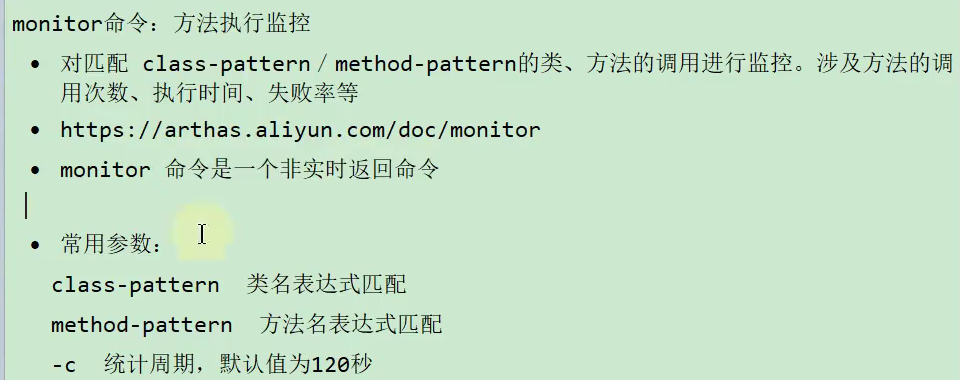 monitor命令：方法执行监控
• 对匹配 class-pattern／method-pattern的类、方法的调用进行监控。涉及方法的调
用次数、执行时间、失败率等
• https://arthas.aliyun.com/doc/monitor
• monitor 命令是一个非实时返回命令
• 常用参数：
class-pattern 类名表达式匹配
method-pattern 方法名表达式匹配
-c 统计周期，默认值为120秒